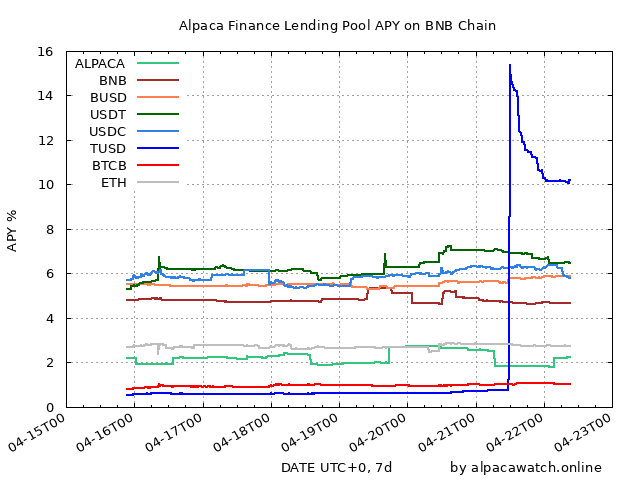 Alpaca Finance Lending Pool APY on BNB Chain
16
14
12
10
8
6
4
2
0
APY %
ALPACA
BNB
BUSD
USDT
USDC
TUSD
BTCB
ETH
04-15T00
04-16T00
04-17T00
04-18T00
04-19T00
04-20T00
04-21T00
04-22T00
04-23T00
DATE UTC+0, 7d
by alpacawatch.online